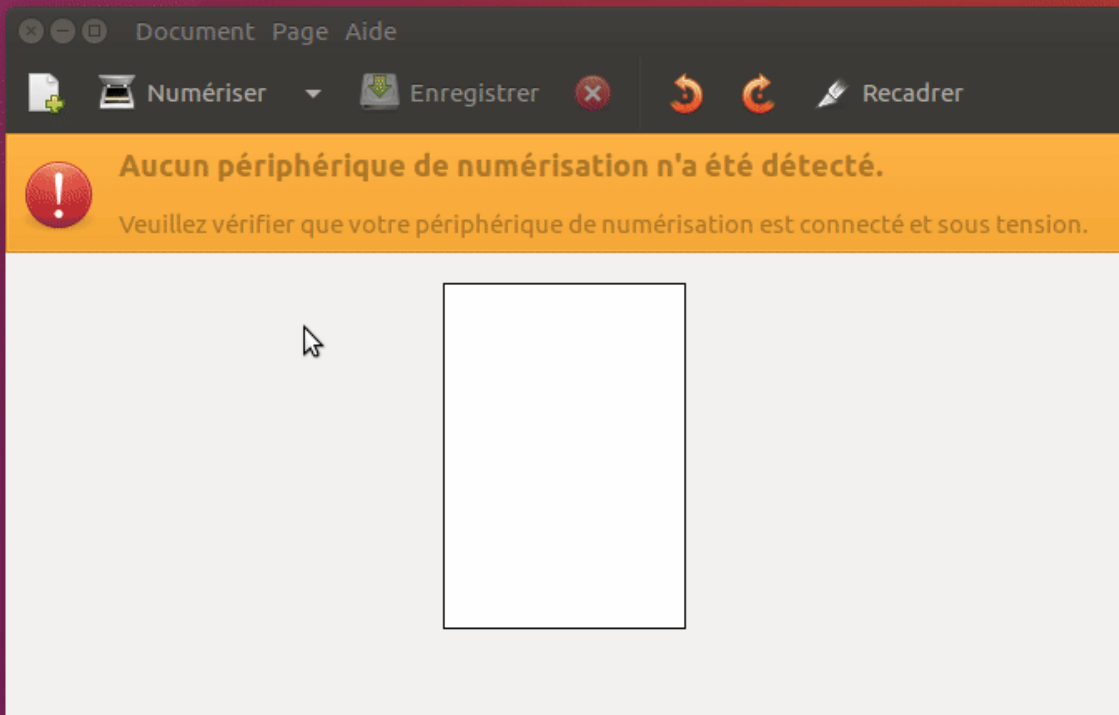 Document Page Aide
Numériser Enregistrer Recadrer
Aucun périphérique de numérisation n'a été détecté.
Veuillez vérifier que votre périphérique de numérisation est connecté et sous tension.